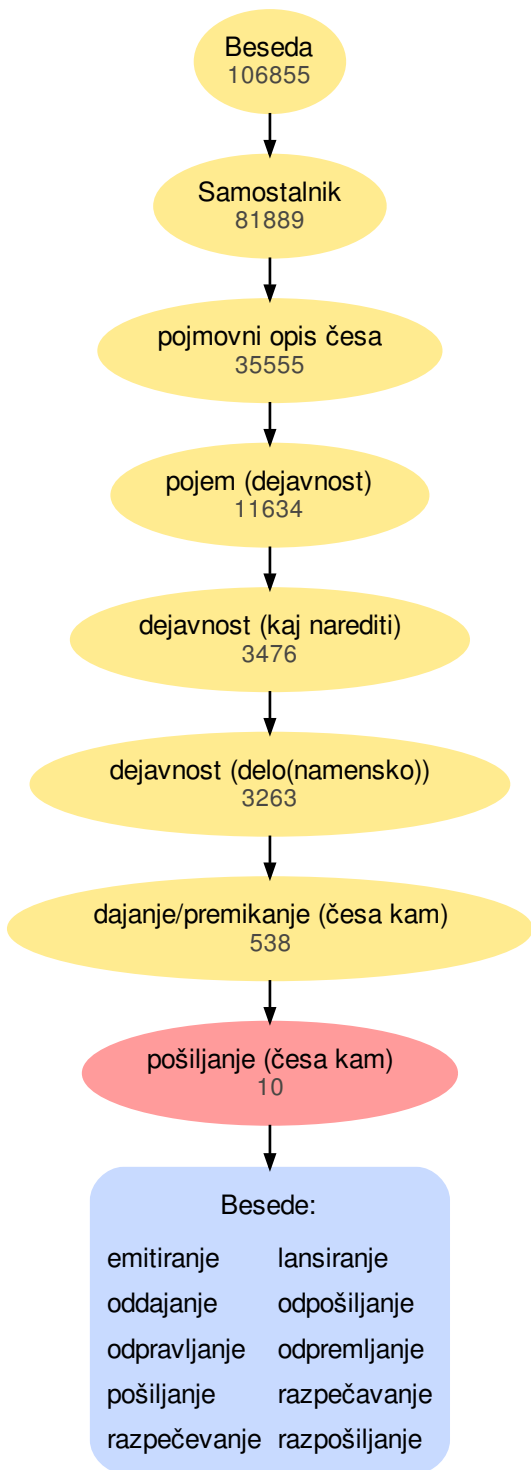 Beseda
106855
Samostalnik
81889
pojmovni opis česa
35555
pojem (dejavnost)
11634
dejavnost (kaj narediti)
3476
dejavnost (delo(namensko))
3263
dajanje/premikanje (česa kam)
538
pošiljanje (česa kam)
10
Besede:
emitiranje lansiranje
oddajanje odpošiljanje
odpravljanje odpremljanje
pošiljanje razpečavanje
razpečevanje razpošiljanje